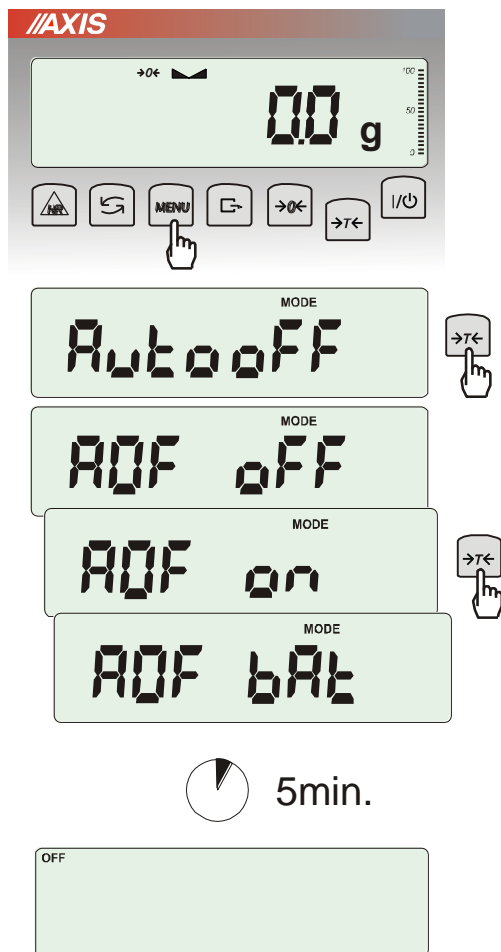 //AXIS
→0←
100
50
0
0.0 g
HR MENU →0← →T← I/⏻
MODE
AutooFF
→T←
MODE
AOF oFF
MODE
AOF on
→T←
MODE
AOF bAt
5min.
OFF